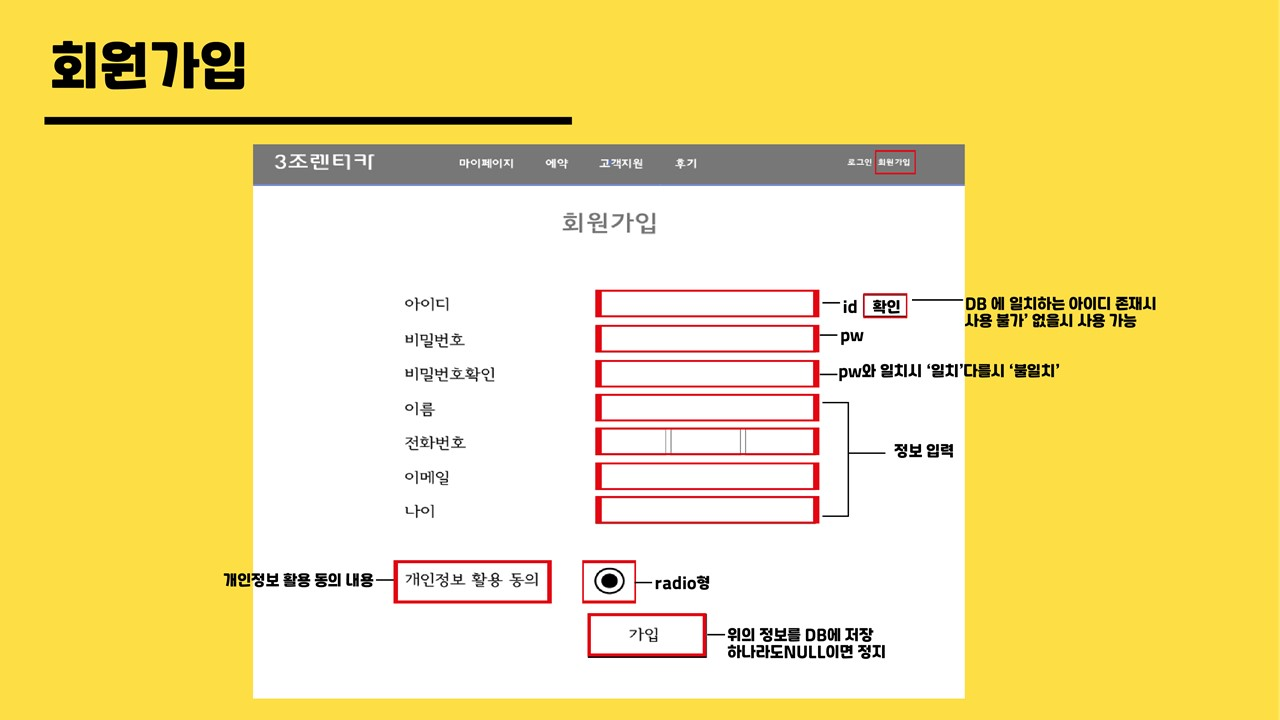 회원가입
3조렌티카 마이페이지 예약 고객지원 후기 로그인 회원가입
회원가입
아이디 id 확인 DB 에 일치하는 아이디 존재시
사용 불가’ 없을시 사용 가능
비밀번호 pw
비밀번호확인 pw와 일치시 ‘일치’다를시 ‘불일치’
이름
전화번호
정보 입력
이메일
나이
개인정보 활용 동의 내용 개인정보 활용 동의 radio형
가입 위의 정보를 DB에 저장
하나라도NULL이면 정지